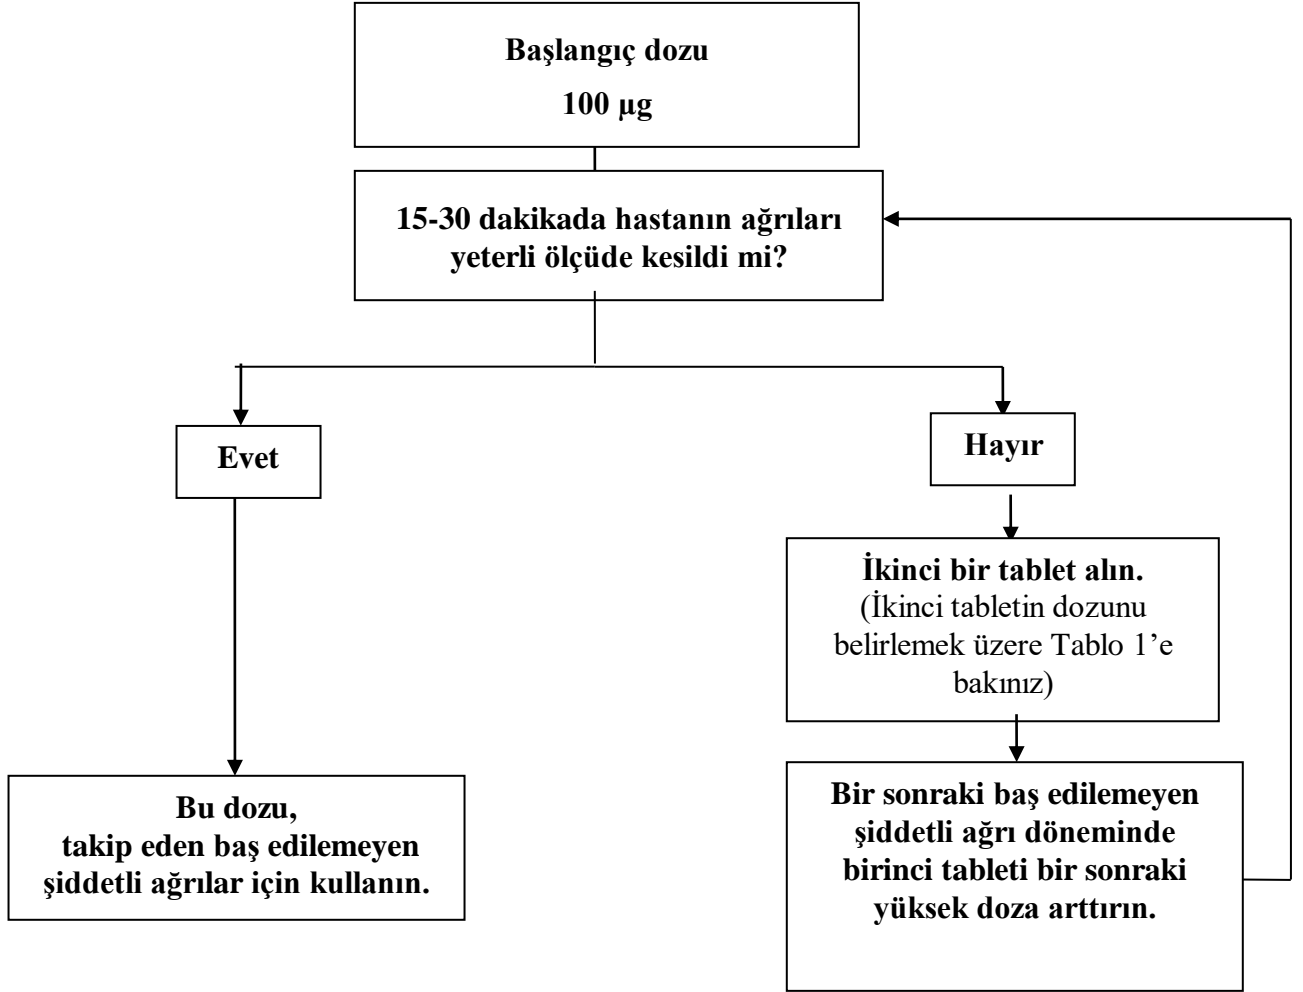 Başlangıç dozu
100 µg
15-30 dakikada hastanın ağrıları
yeterli ölçüde kesildi mi?
Evet
Hayır
İkinci bir tablet alın.
(İkinci tabletin dozunu
belirlemek üzere Tablo 1’e
bakınız)
Bu dozu,
takip eden baş edilemeyen
şiddetli ağrılar için kullanın.
Bir sonraki baş edilemeyen
şiddetli ağrı döneminde
birinci tableti bir sonraki
yüksek doza arttırın.